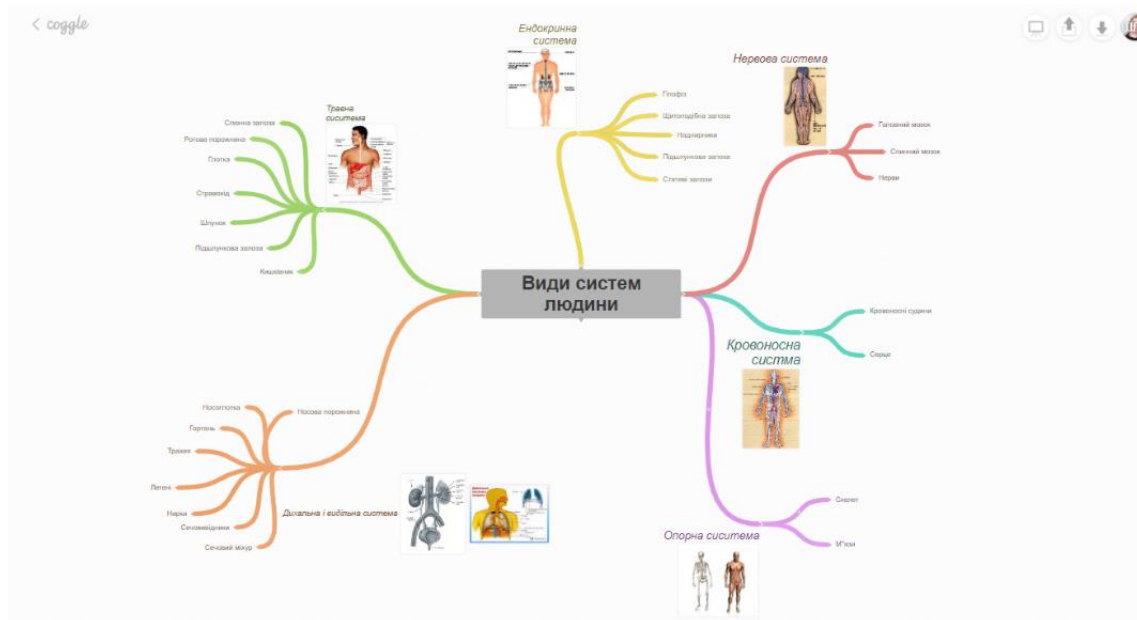 coggle
Ендокринна
система
Нервова система
Гіпофіз
Щитоподібна залоза
Надниркики
Підшлункова залоза
Статеві залози
Головний мозок
Спинний мозок
Нерви
Травна
сиситема
Слинна залоза
Ротова порожнина
Глотка
Стравохід
Шлунок
Підшлункова залоза
Кишківник
Види систем
людини
Кровоносні судини
Серце
Кровоносна
систма
Носоглотка
Носова порожнина
Гортань
Трахея
Легені
Нирки
Сечовивідники
Сечовий міхур
Дихальна і видільна система
Скелет
М'язи
Опорна сиситема